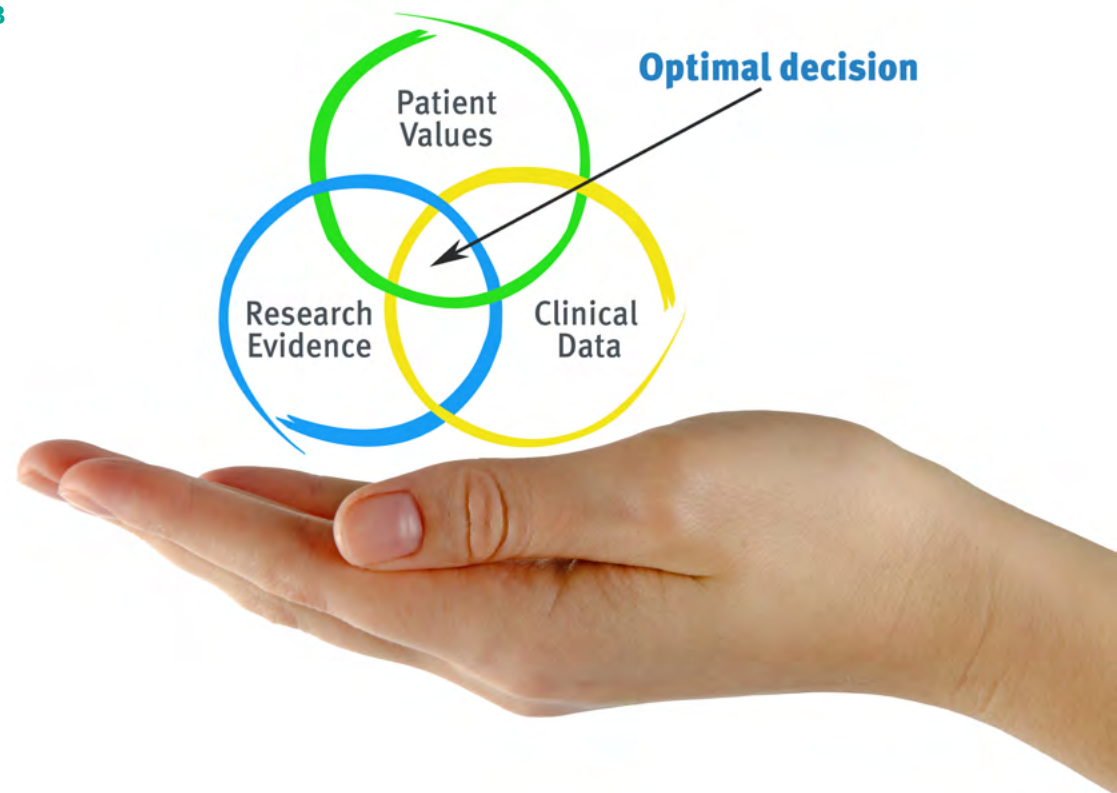 Optimal decision
Patient
Values
Research
Evidence
Clinical
Data